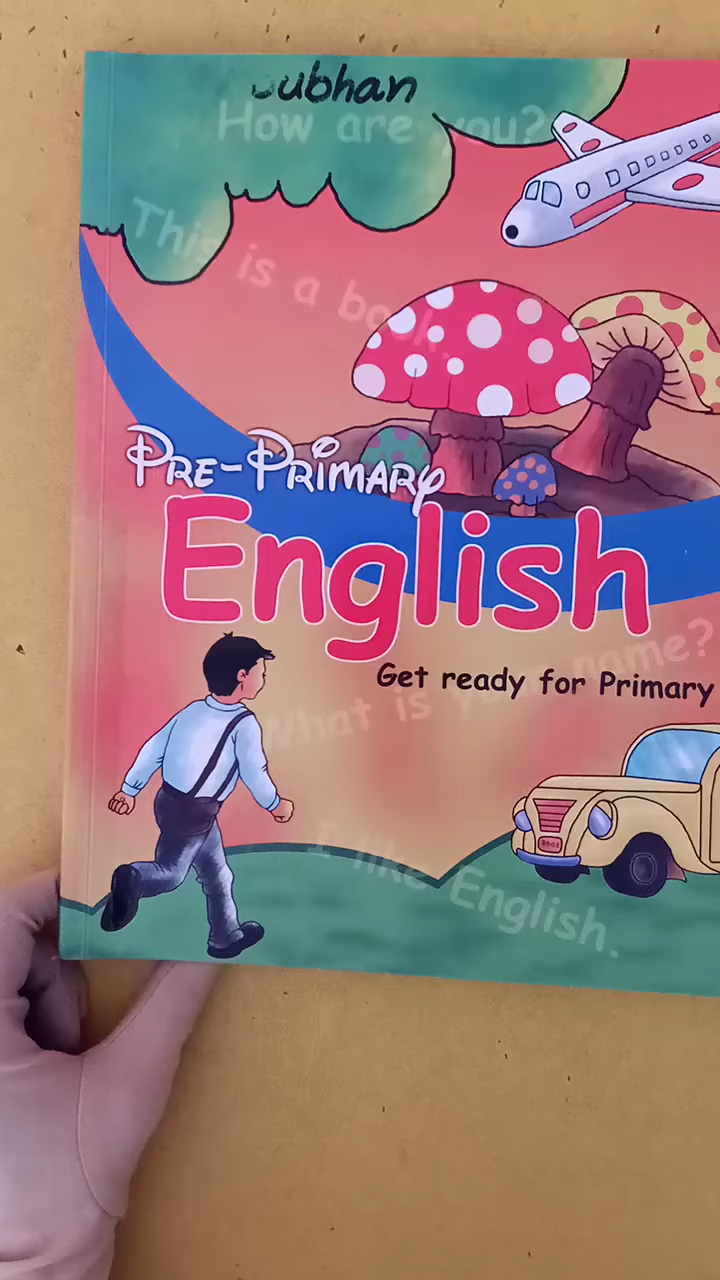 Subhan
How are you?
This is a book.
Pre-Primary
English
Get ready for Primary
What is your name?
I like English.